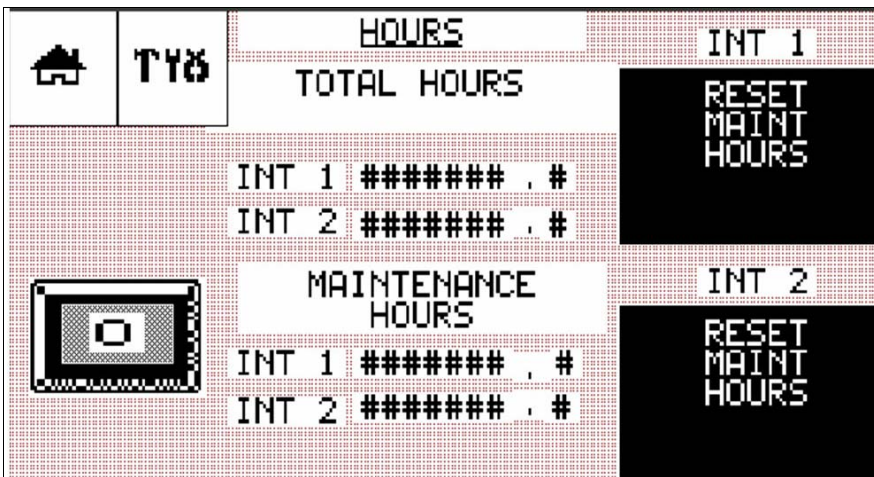 HOURS
TOTAL HOURS
INT 1 #######.#
INT 2 #######.#
MAINTENANCE
HOURS
INT 1 #######.#
INT 2 #######.#
INT 1
RESET
MAINT
HOURS
INT 2
RESET
MAINT
HOURS